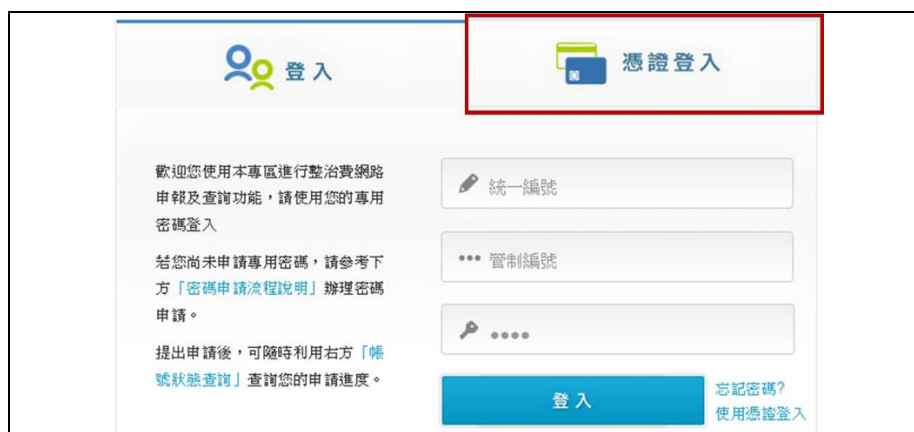 登入
憑證登入
歡迎您使用本專區進行整治費網路
申報及查詢功能，請使用您的專用
密碼登入
若您尚未申請專用密碼，請參考下
方「密碼申請流程說明」辦理密碼
申請。
提出申請後，可隨時利用右方「帳
號狀態查詢」查詢您的申請進度。
統一編號
管制編號
登入
忘記密碼?
使用憑證登入